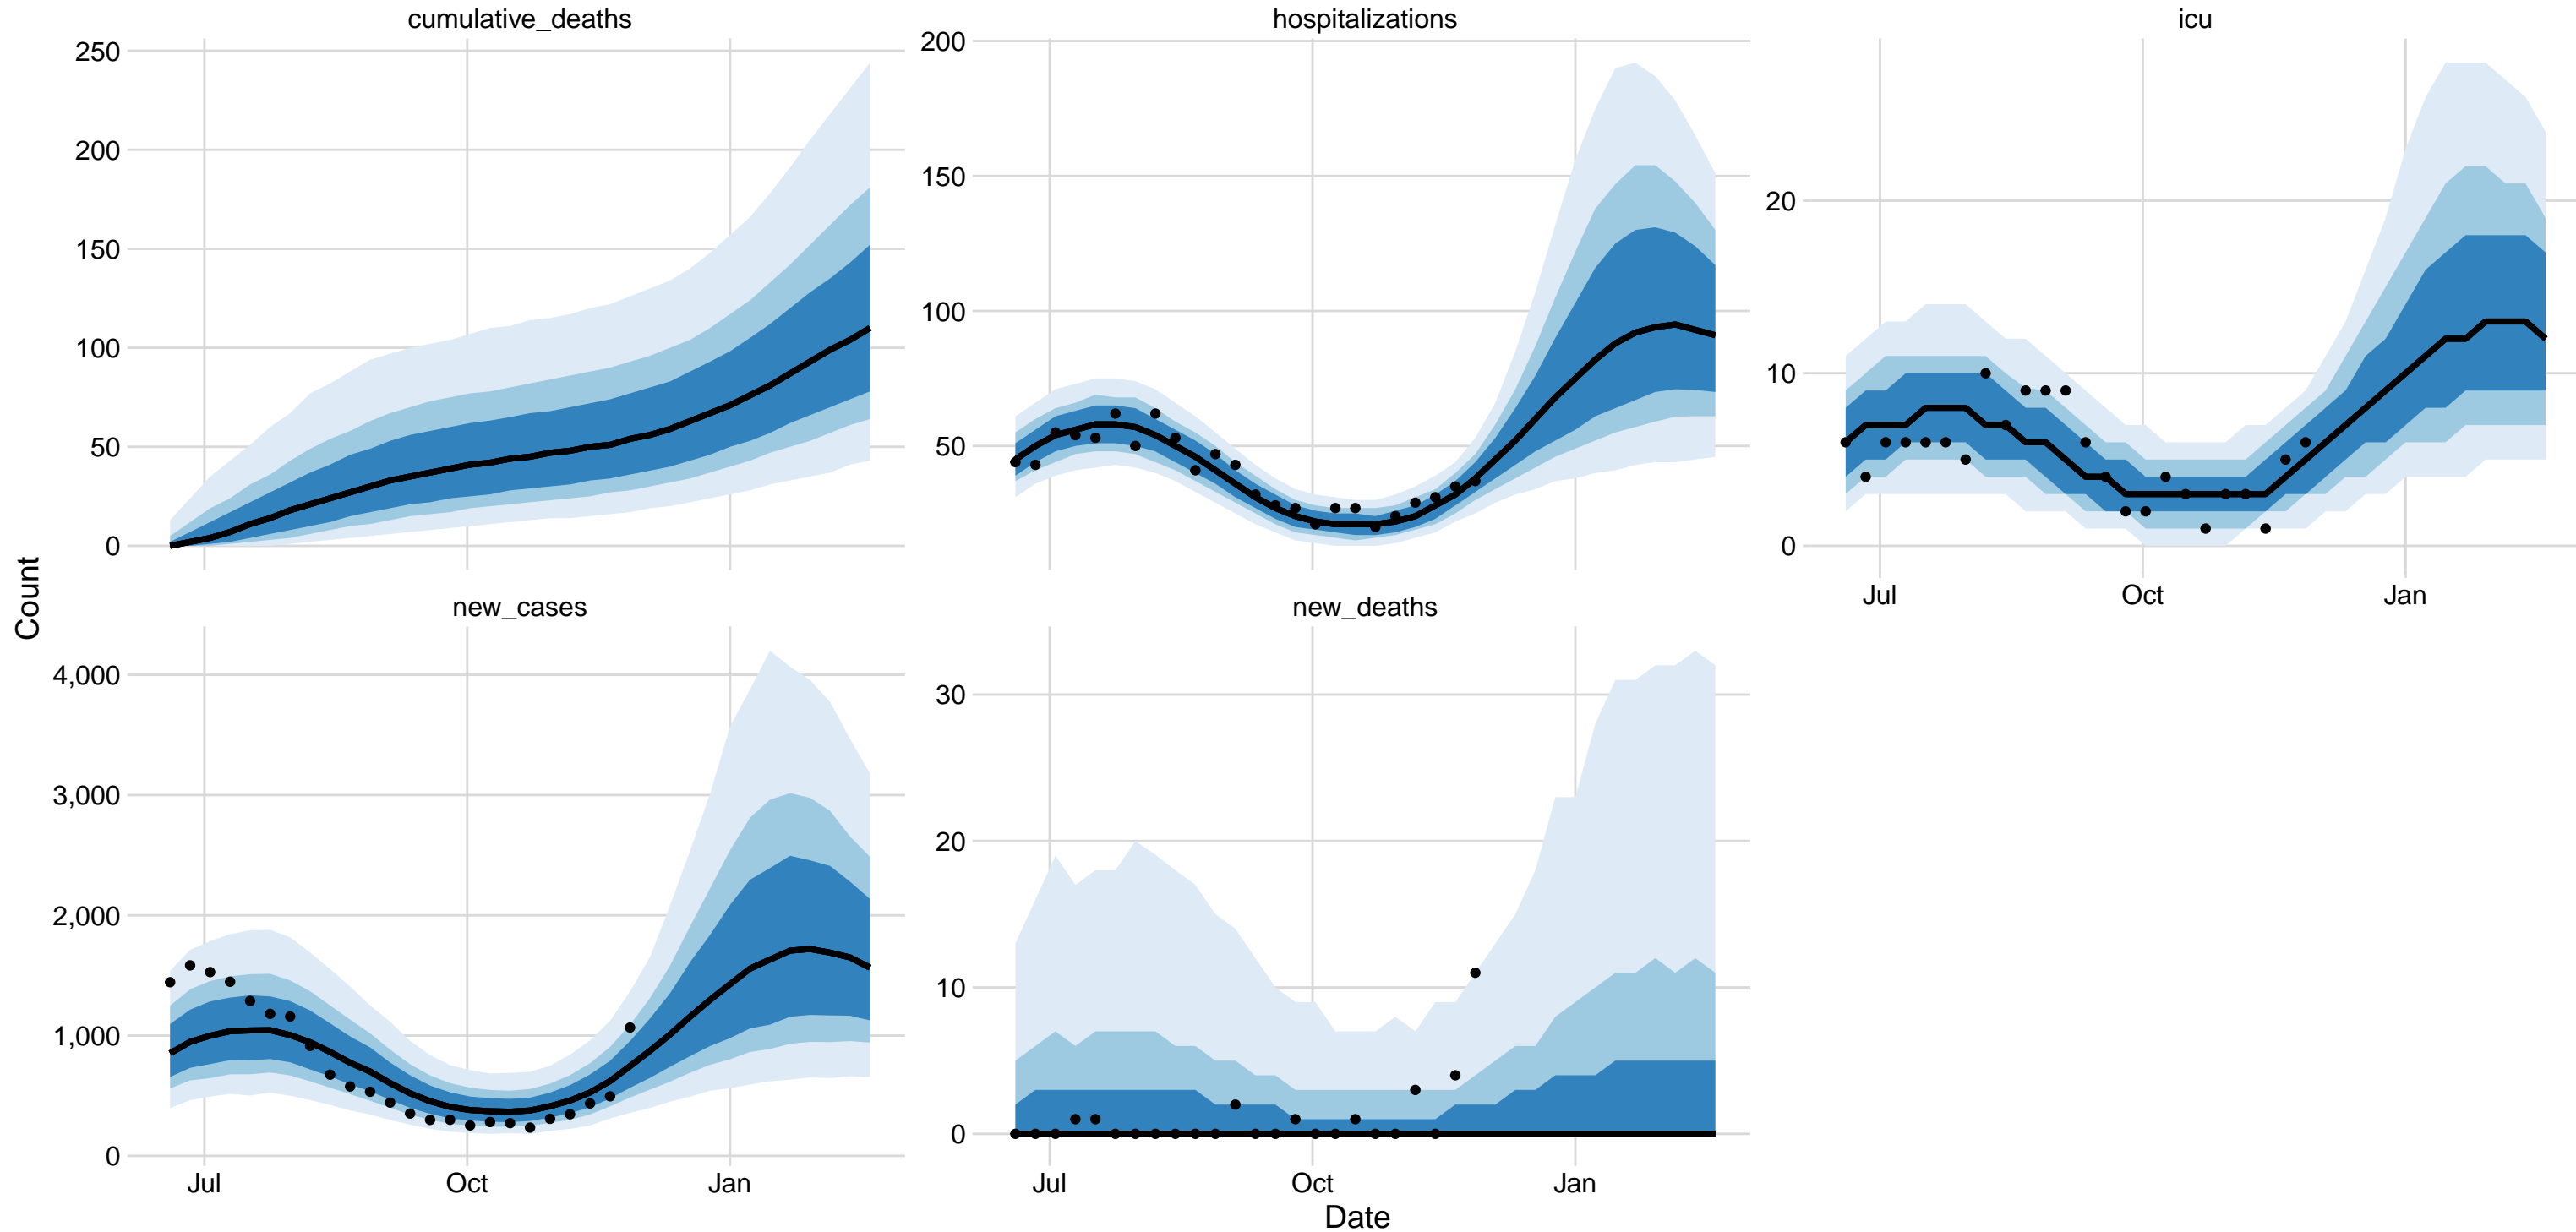 cumulative_deaths
250
200
150
100
50
0
hospitalizations
200
150
100
50
icu
20
10
0
Jul Oct Jan
Count
new_cases
4,000
3,000
2,000
1,000
0
Jul Oct Jan
new_deaths
30
20
10
0
Jul Oct Jan
Date